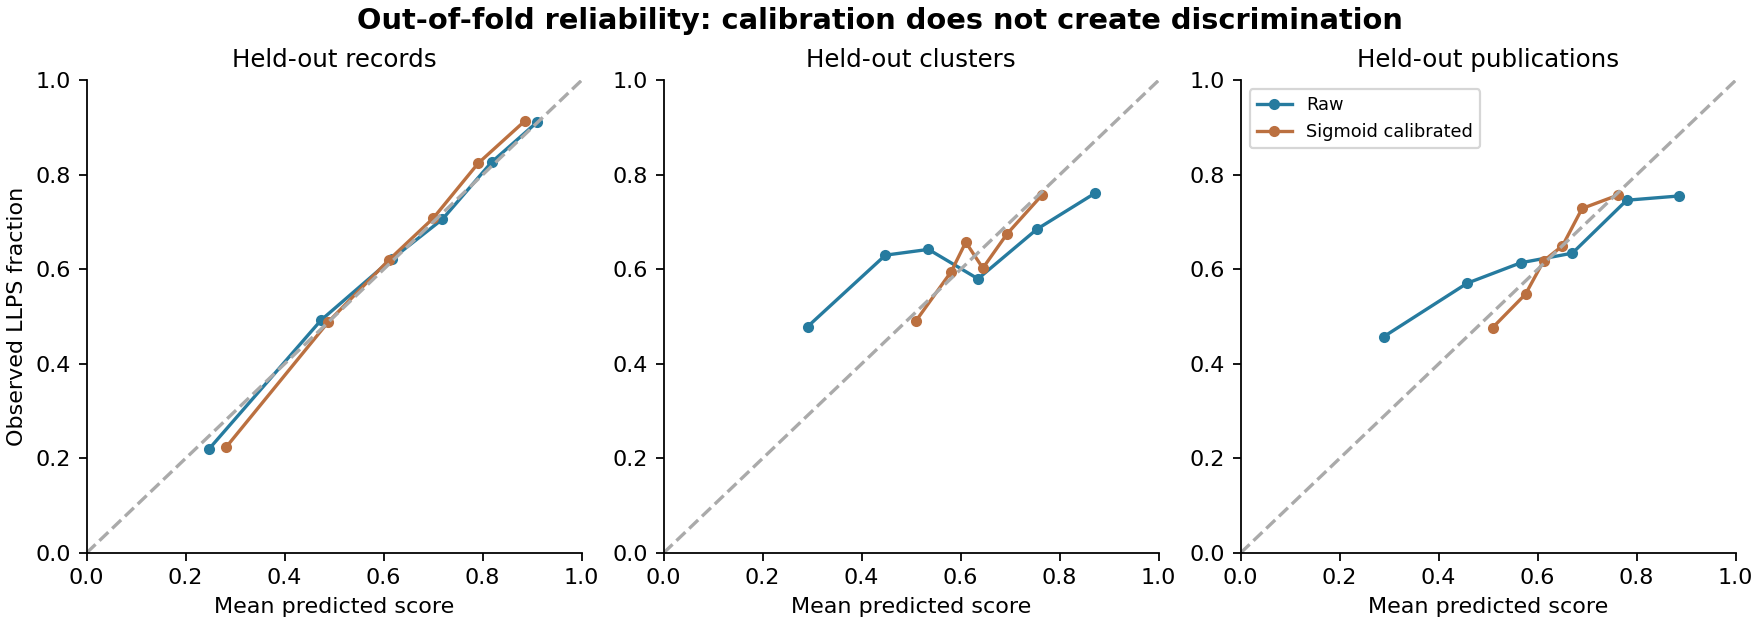 Out-of-fold reliability: calibration does not create discrimination
Held-out records
Held-out clusters
Held-out publications
Observed LLPS fraction
1.0
0.8
0.6
0.4
0.2
0.0
0.0 0.2 0.4 0.6 0.8 1.0
Mean predicted score
1.0
0.8
0.6
0.4
0.2
0.0
0.0 0.2 0.4 0.6 0.8 1.0
Mean predicted score
Raw
Sigmoid calibrated
1.0
0.8
0.6
0.4
0.2
0.0
0.0 0.2 0.4 0.6 0.8 1.0
Mean predicted score